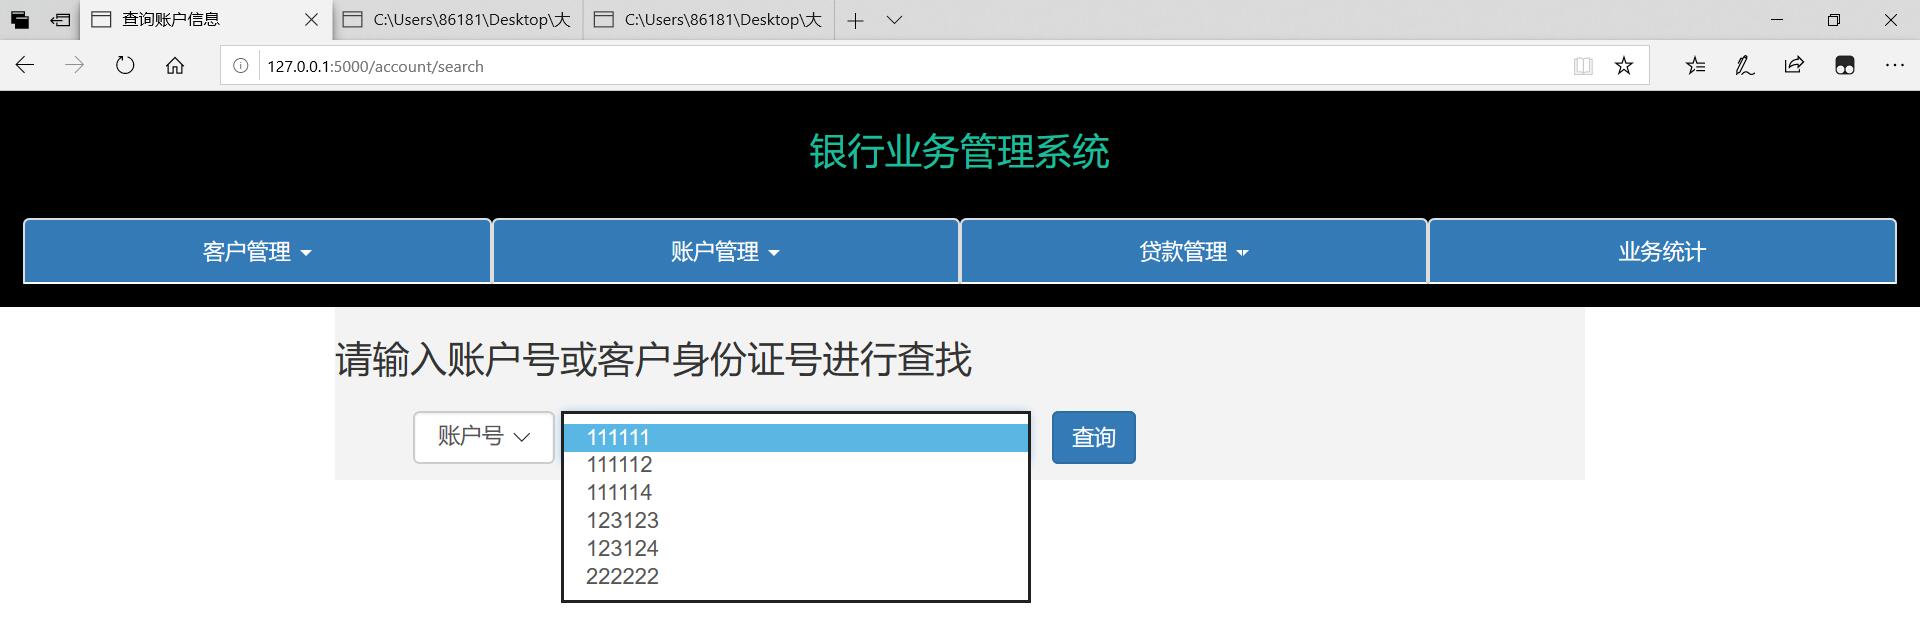 查询账户信息
C:\Users\86181\Desktop\大
C:\Users\86181\Desktop\大
127.0.0.1:5000/account/search
银行业务管理系统
客户管理
账户管理
贷款管理
业务统计
请输入账户号或客户身份证号进行查找
账户号
111111
查询
111112
111114
123123
123124
222222